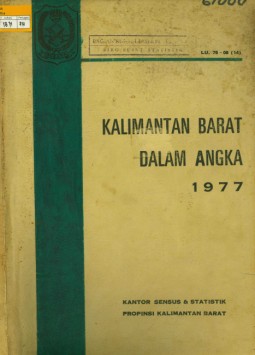 61000
KALIMANTAN BARAT
DALAM ANGKA
1977
KANTOR SENSUS & STATISTIK
PROPINSI KALIMANTAN BARAT